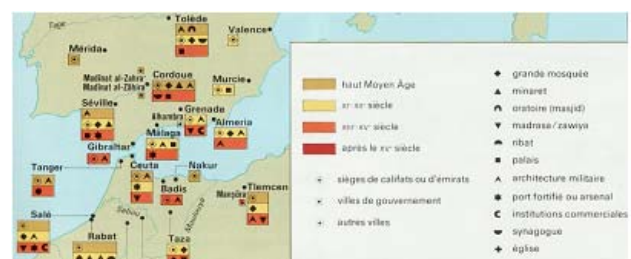 Tolède
Tage
Valence
Mérida
Madinat al-Zahra
Madinat al-Zâhira
Cordoue
Murcie
Séville
Grenade
Alhambra
Almeria
Málaga
Gibraltar
Tanger
Ceuta
Nakur
Badis
Tlemcen
Salé
Sebou
Moulouya
Rabat
Taza
haut Moyen Âge
XIe-XIIe siècle
XIIIe-XVe siècle
après le XVe siècle
sièges de califats ou d'émirats
villes de gouvernement
autres villes
grande mosquée
minaret
oratoire (masjid)
madrasa/zawiya
ribat
palais
architecture militaire
port fortifié ou arsenal
institutions commerciales
synagogue
église